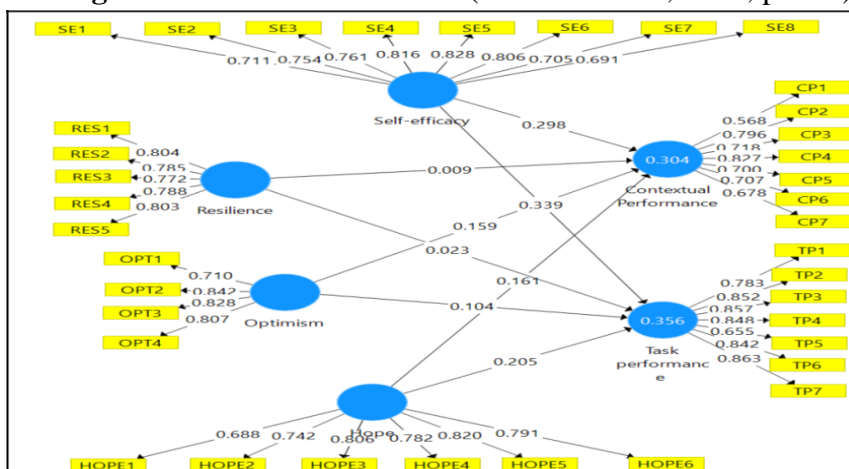 SE1 SE2 SE3 SE4 SE5 SE6 SE7 SE8
0.711 0.754 0.761 0.816 0.828 0.806 0.705 0.691
Self-efficacy
0.298
0.339
RES1
RES2
RES3
RES4
RES5
0.804
0.785
0.772
0.788
0.803
Resilience
0.009
0.023
OPT1
OPT2
OPT3
OPT4
0.710
0.842
0.828
0.807
Optimism
0.159
0.104
0.161
0.205
Hope
0.688 0.742 0.806 0.782 0.820 0.791
HOPE1 HOPE2 HOPE3 HOPE4 HOPE5 HOPE6
0.304
Contextual
Performance
0.568
0.796
0.718
0.827
0.700
0.707
0.678
CP1
CP2
CP3
CP4
CP5
CP6
CP7
0.356
Task
performanc
e
0.783
0.852
0.857
0.848
0.655
0.842
0.863
TP1
TP2
TP3
TP4
TP5
TP6
TP7